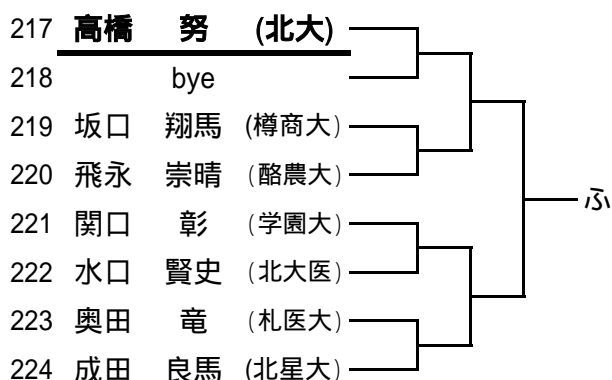 217 高橋 努 (北大)
218 bye
219 坂口 翔馬 (樽商大)
220 飛永 崇晴 (酪農大)
ふ
221 関口 彰 (学園大)
222 水口 賢史 (北大医)
223 奥田 竜 (札医大)
224 成田 良馬 (北星大)